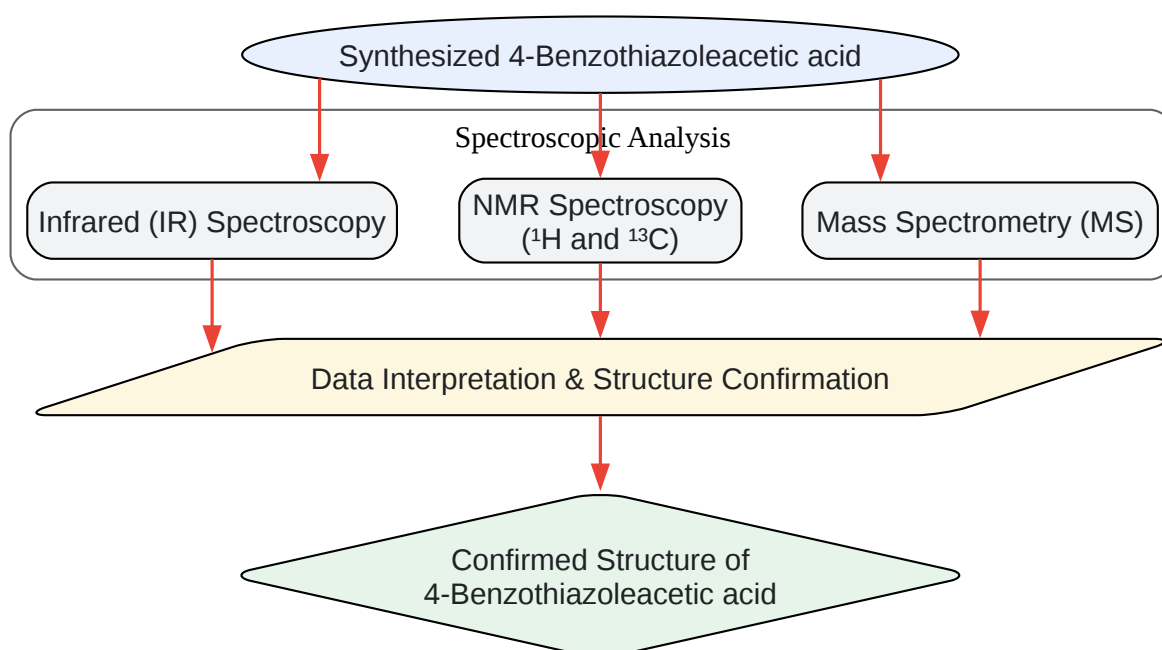 Synthesized 4-Benzothiazoleacetic acid
Spectroscopic Analysis
Infrared (IR) Spectroscopy
NMR Spectroscopy
(¹H and ¹³C)
Mass Spectrometry (MS)
Data Interpretation & Structure Confirmation
Confirmed Structure of
4-Benzothiazoleacetic acid